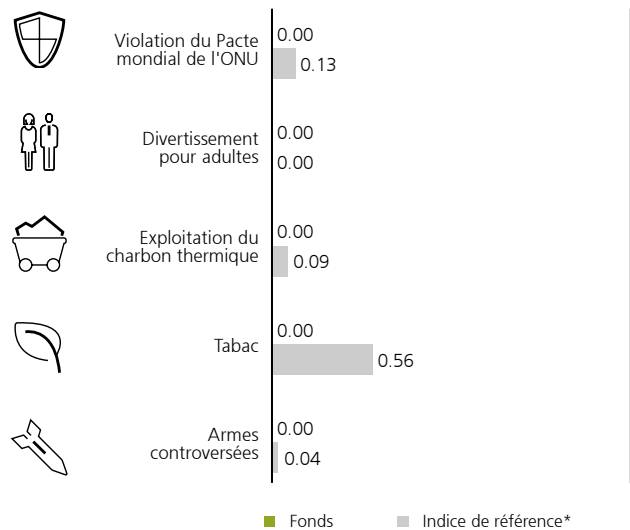 Violation du Pacte
mondial de l'ONU
0.00
0.13
Divertissement
pour adultes
0.00
0.00
Exploitation du
charbon thermique
0.00
0.09
Tabac
0.00
0.56
Armes
controversées
0.00
0.04
Fonds Indice de référence*